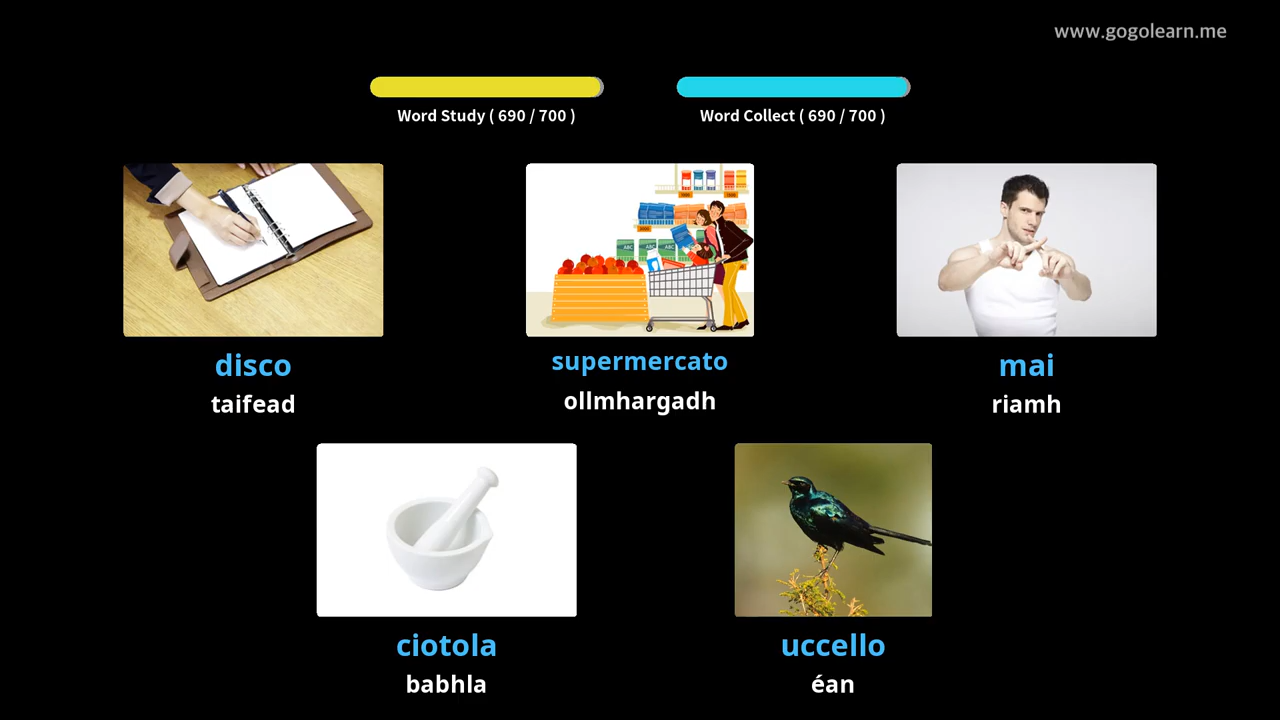 www.gogolearn.me
Word Study ( 690 / 700 )
Word Collect ( 690 / 700 )
disco
taifead
supermercato
ollmhargadh
mai
riamh
ciotola
babhla
uccello
éan